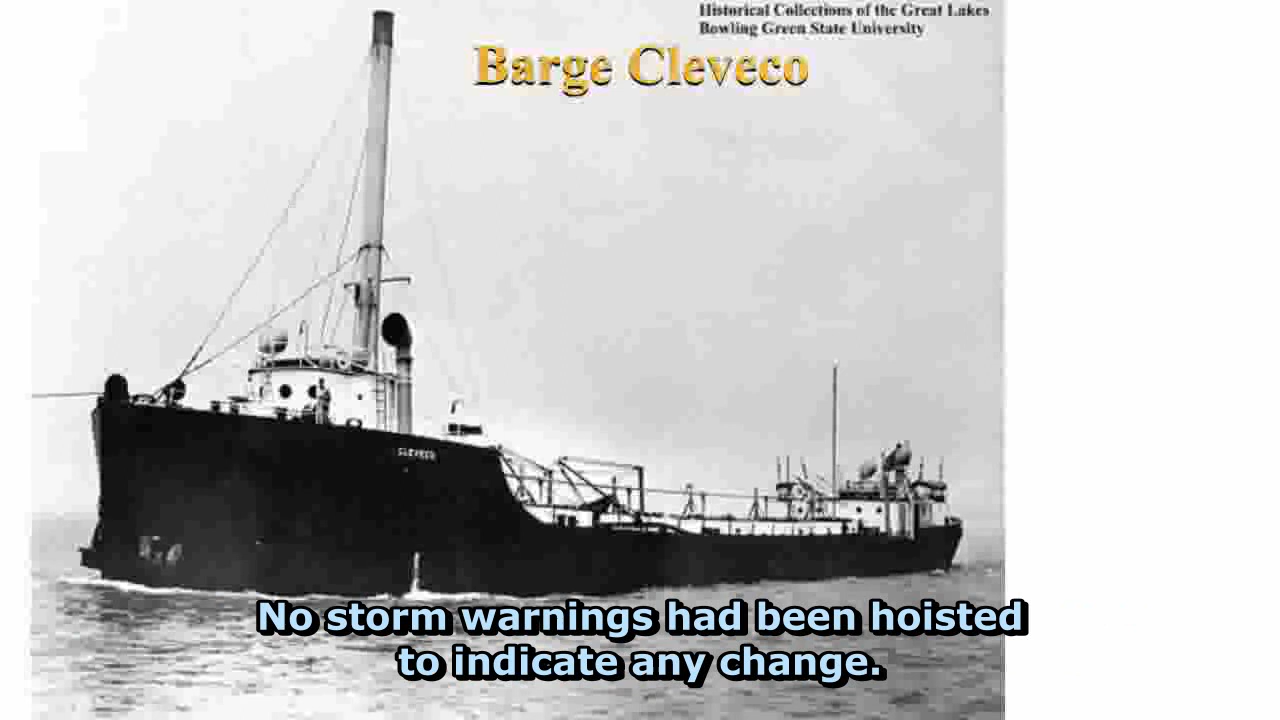 Historical Collections of the Great Lakes
Bowling Green State University
Barge Cleveco
CLEVECO
No storm warnings had been hoisted
to indicate any change.